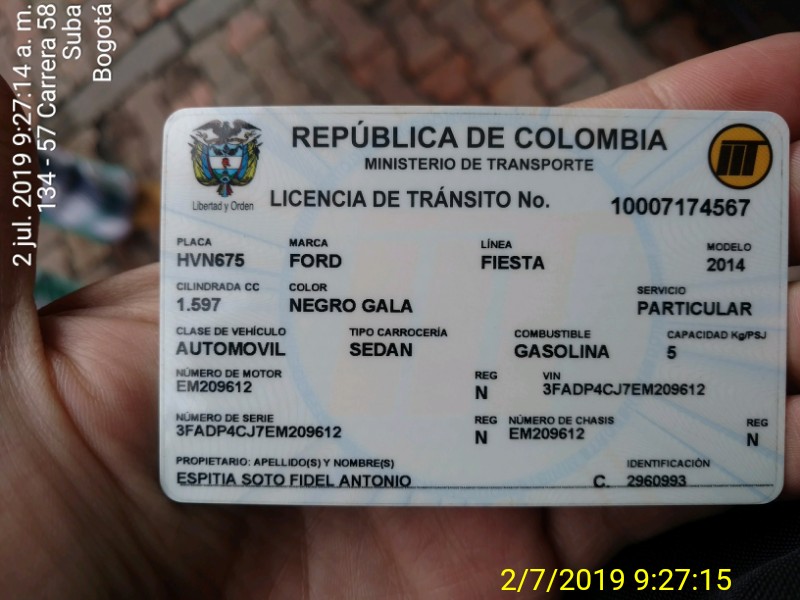 2 jul. 2019 9:27:14 a. m.
134 - 57 Carrera 58
Suba
Bogotá
REPÚBLICA DE COLOMBIA
MINISTERIO DE TRANSPORTE
Libertad y Orden
LICENCIA DE TRÁNSITO No. 10007174567
PLACA MARCA LÍNEA MODELO
HVN675 FORD FIESTA 2014
CILINDRADA CC COLOR SERVICIO
1.597 NEGRO GALA PARTICULAR
CLASE DE VEHÍCULO TIPO CARROCERÍA COMBUSTIBLE CAPACIDAD Kg/PSJ
AUTOMOVIL SEDAN GASOLINA 5
NÚMERO DE MOTOR REG VIN
EM209612 N 3FADP4CJ7EM209612
NÚMERO DE SERIE REG NÚMERO DE CHASIS REG
3FADP4CJ7EM209612 N EM209612 N
PROPIETARIO: APELLIDO(S) Y NOMBRE(S) IDENTIFICACIÓN
ESPITIA SOTO FIDEL ANTONIO C. 2960993
2/7/2019 9:27:15